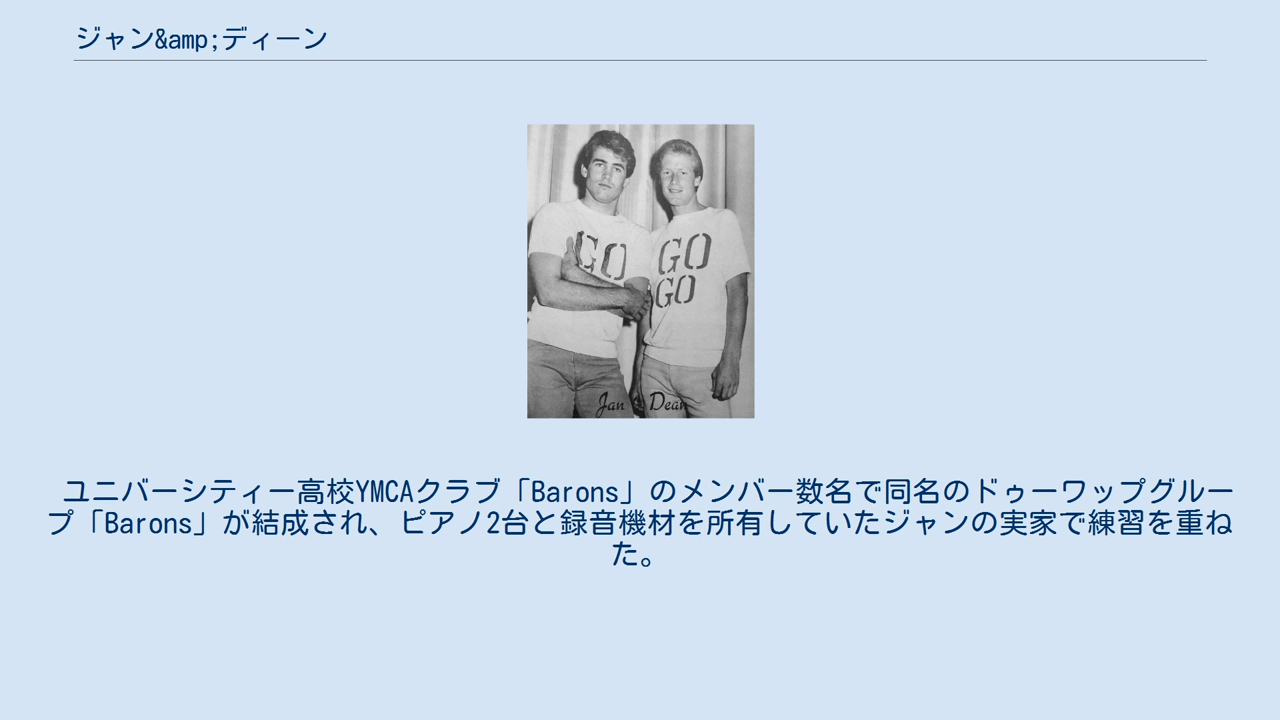 ジャン&amp;ディーン
GO
GO
GO
Jan & Dean
ユニバーシティー高校YMCAクラブ「Barons」のメンバー数名で同名のドゥーワップグルー
プ「Barons」が結成され、ピアノ2台と録音機材を所有していたジャンの実家で練習を重ね
た。